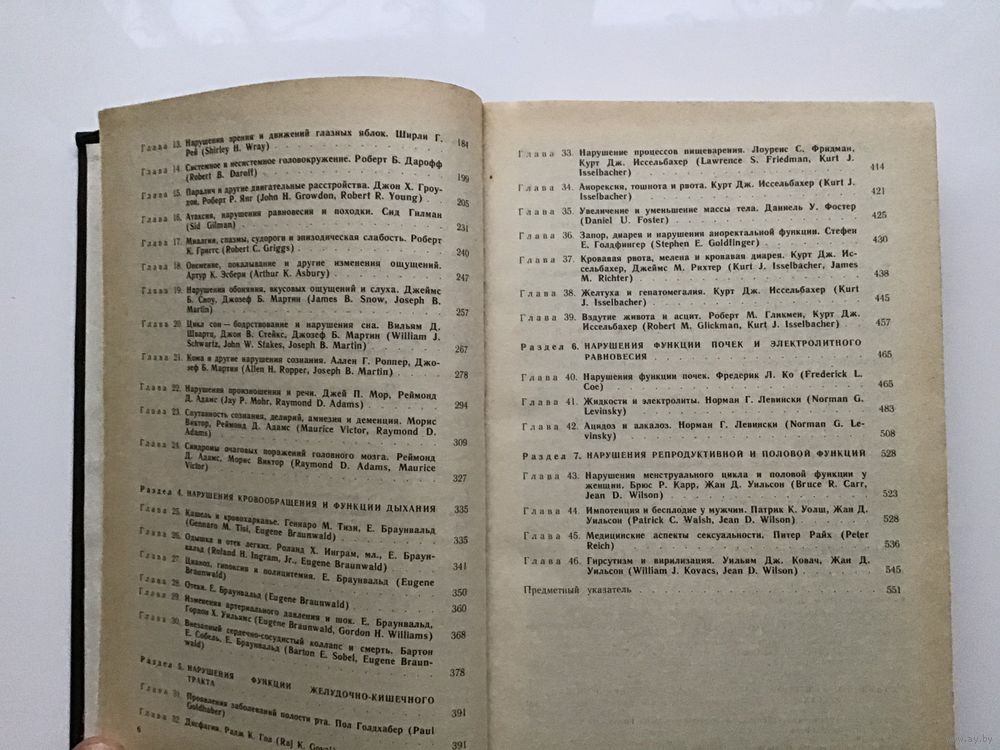 Глава 13. Нарушения зрения и движений глазных яблок. Ширли Г.
Рей (Shirley H. Wray) 184
Глава 14. Системное и несистемное головокружение. Роберт Б. Дарофф
(Robert B. Daroff) 199
Глава 15. Паралич и другие двигательные расстройства. Джон Х. Гроу-
дон, Роберт Р. Янг (John H. Growdon, Robert R. Young) 205
Глава 16. Атаксия, нарушения равновесия и походки. Сид Гилман
(Sid Gilman) 231
Глава 17. Миалгия, спазмы, судороги и эпизодическая слабость. Роберт
К. Григгс (Robert C. Griggs) 240
Глава 18. Онемение, покалывание и другие изменения ощущений.
Артур К. Эсбери (Arthur K. Asbury) 247
Глава 19. Нарушения обоняния, вкусовых ощущений и слуха. Джеймс
Б. Сноу, Джозеф Б. Мартин (James B. Snow, Joseph B.
Martin) 257
Глава 20. Цикл сон — бодрствование и нарушения сна. Вильям Д.
Шварц, Джон В. Стейкс, Джозеф Б. Мартин (William J.
Schwartz, John W. Stakes, Joseph B. Martin) 267
Глава 21. Кома и другие нарушения сознания. Аллен Г. Роппер, Джо-
зеф Б. Мартин (Allen H. Ropper, Joseph B. Martin) 278
Глава 22. Нарушения произношения и речи. Джей П. Мор, Реймонд
Д. Адамс (Jay P. Mohr, Raymond D. Adams) 294
Глава 23. Спутанность сознания, делирий, амнезия и деменция. Морис
Виктор, Реймонд Д. Адамс (Maurice Victor, Raymond D.
Adams) 309
Глава 24. Синдромы очаговых поражений головного мозга. Реймонд
Д. Адамс, Морис Виктор (Raymond D. Adams, Maurice
Victor) 327
Раздел 4. НАРУШЕНИЯ КРОВООБРАЩЕНИЯ И ФУНКЦИИ ДЫХАНИЯ 335
Глава 25. Кашель и кровохарканье. Геннаро М. Тизи, Е. Браунвальд
(Gennaro M. Tisi, Eugene Braunwald) 335
Глава 26. Одышка и отек легких. Роланд Х. Инграм, мл., Е. Браун-
вальд (Roland H. Ingram, Jr., Eugene Braunwald) 341
Глава 27. Цианоз, гипоксия и полицитемия. Е. Браунвальд (Eugene
Braunwald) 350
Глава 28. Отеки. Е. Браунвальд (Eugene Braunwald) 360
Глава 29. Изменения артериального давления и шок. Е. Браунвальд,
Гордон Х. Уильямс (Eugene Braunwald, Gordon H. Williams) 368
Глава 30. Внезапный сердечно-сосудистый коллапс и смерть. Бартон
Е. Собель, Е. Браунвальд (Barton E. Sobel, Eugene Braun-
wald) 378
Раздел 5. НАРУШЕНИЯ ФУНКЦИИ ЖЕЛУДОЧНО-КИШЕЧНОГО
ТРАКТА 391
Глава 31. Проявления заболеваний полости рта. Пол Голдхабер (Paul
Goldhaber) 391
Глава 32. Дисфагия. Радж К. Гоял (Raj K.
6
Глава 33. Нарушение процессов пищеварения. Лоуренс С. Фридман,
Курт Дж. Иссельбахер (Lawrence S. Friedman, Kurt J.
Isselbacher) 414
Глава 34. Анорексия, тошнота и рвота. Курт Дж. Иссельбахер (Kurt J.
Isselbacher) 421
Глава 35. Увеличение и уменьшение массы тела. Даниель У. Фостер
(Daniel U. Foster) 425
Глава 36. Запор, диарея и нарушения аноректальной функции. Стефен
Е. Голдфингер (Stephen E. Goldfinger) 430
Глава 37. Кровавая рвота, мелена и кровавая диарея. Курт Дж. Ис-
сельбахер, Джеймс М. Рихтер (Kurt J. Isselbacher, James
M. Richter) 438
Глава 38. Желтуха и гепатомегалия. Курт Дж. Иссельбахер (Kurt
J. Isselbacher) 445
Глава 39. Вздутие живота и асцит. Роберт М. Гликмен, Курт Дж.
Иссельбахер (Robert M. Glickman, Kurt J. Isselbacher) 457
Раздел 6. НАРУШЕНИЯ ФУНКЦИИ ПОЧЕК И ЭЛЕКТРОЛИТНОГО
РАВНОВЕСИЯ 465
Глава 40. Нарушения функции почек. Фредерик Л. Ко (Frederick L.
Coe) 465
Глава 41. Жидкости и электролиты. Норман Г. Левински (Norman G.
Levinsky) 483
Глава 42. Ацидоз и алкалоз. Норман Г. Левински (Norman G. Le-
vinsky) 508
Раздел 7. НАРУШЕНИЯ РЕПРОДУКТИВНОЙ И ПОЛОВОЙ ФУНКЦИЙ 528
Глава 43. Нарушения менструального цикла и половой функции у
женщин. Брюс Р. Карр, Жан Д. Уильсон (Bruce R. Carr,
Jean D. Wilson) 523
Глава 44. Импотенция и бесплодие у мужчин. Патрик К. Уолш, Жан Д.
Уильсон (Patrick C. Walsh, Jean D. Wilson) 528
Глава 45. Медицинские аспекты сексуальности. Питер Райх (Peter
Reich) 536
Глава 46. Гирсутизм и вирилизация. Уильям Дж. Ковач, Жан Д.
Уильсон (William J. Kovacs, Jean D. Wilson) 545
Предметный указатель 551